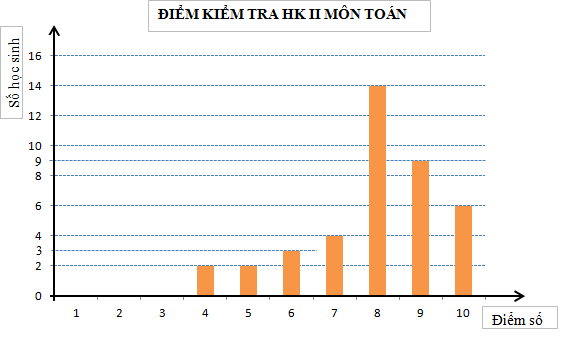 ĐIỂM KIỂM TRA HK II MÔN TOÁN
Số học sinh
16
14
12
10
9
8
6
4
3
2
0
1 2 3 4 5 6 7 8 9 10
Điểm số